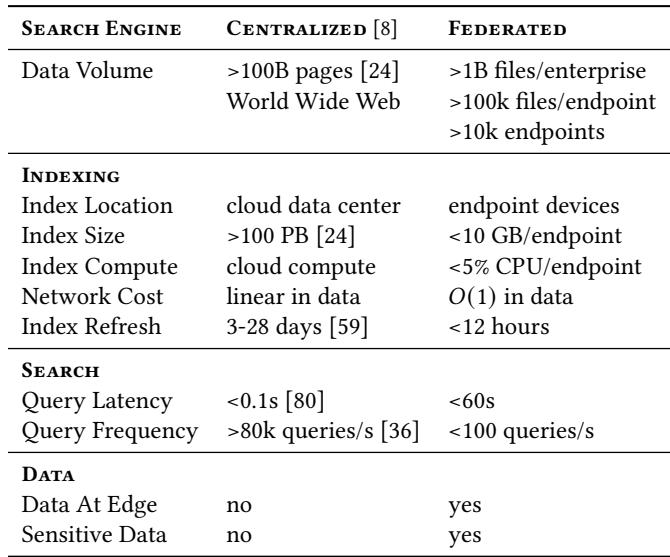 SEARCH ENGINE CENTRALIZED [8] FEDERATED
Data Volume >100B pages [24] >1B files/enterprise
World Wide Web >100k files/endpoint
>10k endpoints
INDEXING
Index Location cloud data center endpoint devices
Index Size >100 PB [24] <10 GB/endpoint
Index Compute cloud compute <5% CPU/endpoint
Network Cost linear in data O(1) in data
Index Refresh 3-28 days [59] <12 hours
SEARCH
Query Latency <0.1s [80] <60s
Query Frequency >80k queries/s [36] <100 queries/s
DATA
Data At Edge no yes
Sensitive Data no yes